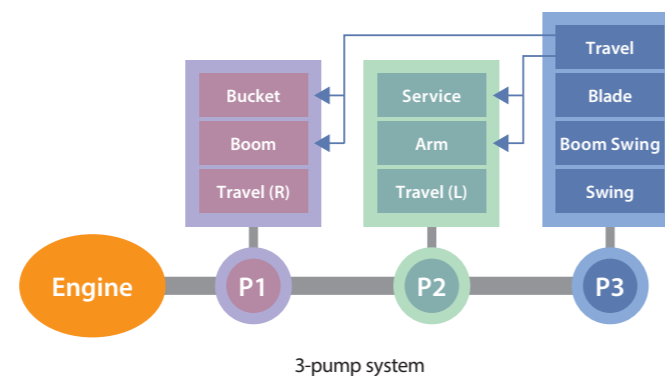 Travel
Bucket
Service
Blade
Boom
Arm
Boom Swing
Travel (R)
Travel (L)
Swing
Engine
P1
P2
P3
3-pump system